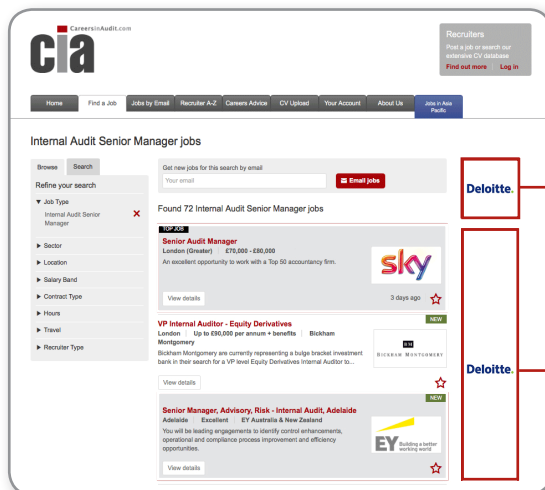 CareersinAudit.com
cia
Recruiters
Post a job or search our
extensive CV database
Find out more Log in
Home Find a Job Jobs by Email Recruiter A-Z Careers Advice CV Upload Your Account About Us Jobs in Asia
Pacific
Internal Audit Senior Manager jobs
Browse Search
Refine your search
Job Type
Internal Audit Senior
Manager
Sector
Location
Salary Band
Contract Type
Hours
Travel
Recruiter Type
Get new jobs for this search by email
Your email
Email jobs
Found 72 Internal Audit Senior Manager jobs
TOP JOB
Senior Audit Manager
London (Greater) £70,000 - £80,000
An excellent opportunity to work with a Top 50 accountancy firm.
sky
View details
3 days ago
NEW
VP Internal Auditor - Equity Derivatives
London Up to £90,000 per annum + benefits Bickham
Montgomery
Bickham Montgomery are currently representing a bulge bracket investment
bank in their search for a VP level Equity Derivatives Internal Auditor to...
BICKHAM MONTGOMERY
View details
NEW
Senior Manager, Advisory, Risk - Internal Audit, Adelaide
Adelaide Excellent EY Australia & New Zealand
You will be leading engagements to identify control enhancements,
operational and compliance process improvement and efficiency
opportunities.
EY Building a better
working world
View details
Deloitte.
Deloitte.